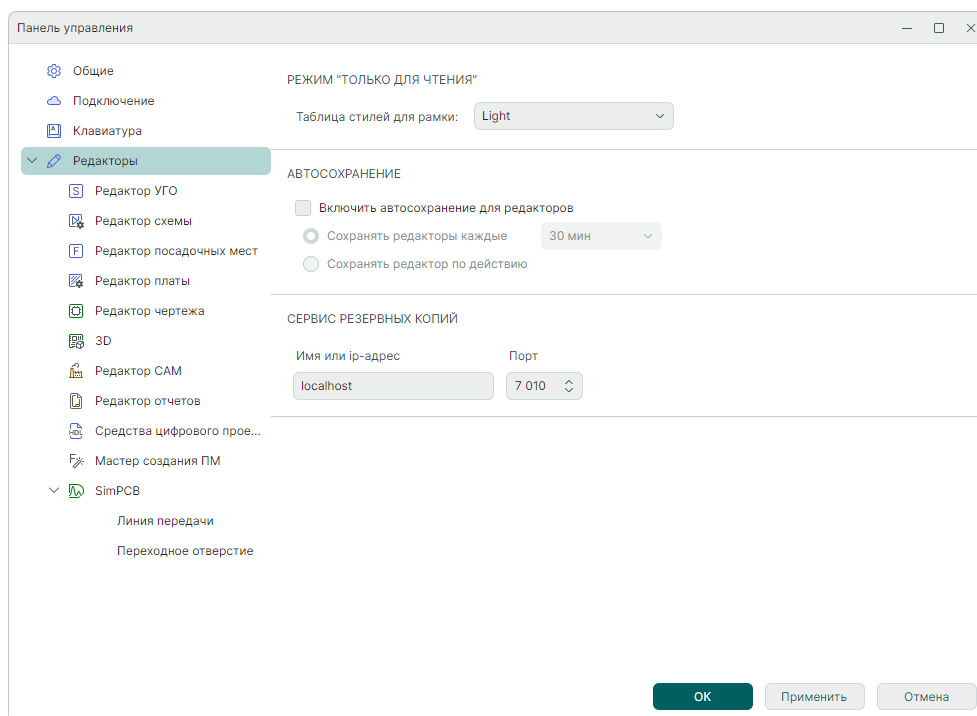 Панель управления
Общие
Подключение
Клавиатура
Редакторы
Редактор УГО
Редактор схемы
Редактор посадочных мест
Редактор платы
Редактор чертежа
3D
Редактор CAM
Редактор отчетов
Средства цифрового прое...
Мастер создания ПМ
SimPCB
Линия передачи
Переходное отверстие
РЕЖИМ "ТОЛЬКО ДЛЯ ЧТЕНИЯ"
Таблица стилей для рамки: Light
АВТОСОХРАНЕНИЕ
Включить автосохранение для редакторов
Сохранять редакторы каждые 30 мин
Сохранять редактор по действию
СЕРВИС РЕЗЕРВНЫХ КОПИЙ
Имя или ip-адрес Порт
localhost 7 010
ОК Применить Отмена